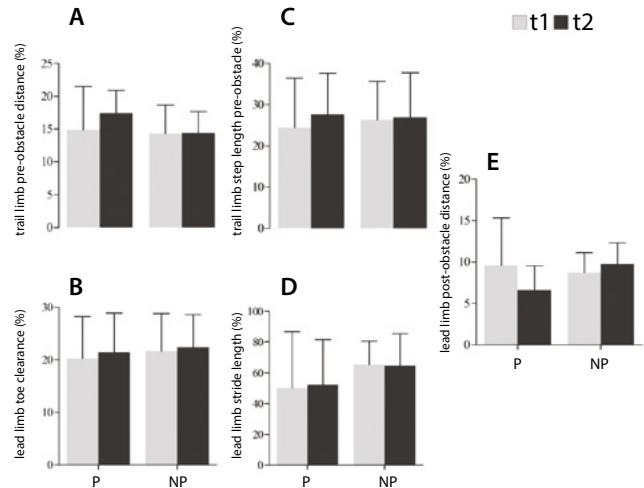 A
trail limb pre-obstacle distance (%)
25
20
15
10
5
0
C
trail limb step length pre-obstacle (%)
40
30
20
10
0
t1 t2
B
lead limb toe clearance (%)
30
20
10
0
P NP
D
lead limb stride length (%)
100
80
60
40
20
0
P NP
E
lead limb post-obstacle distance (%)
20
15
10
5
0
P NP